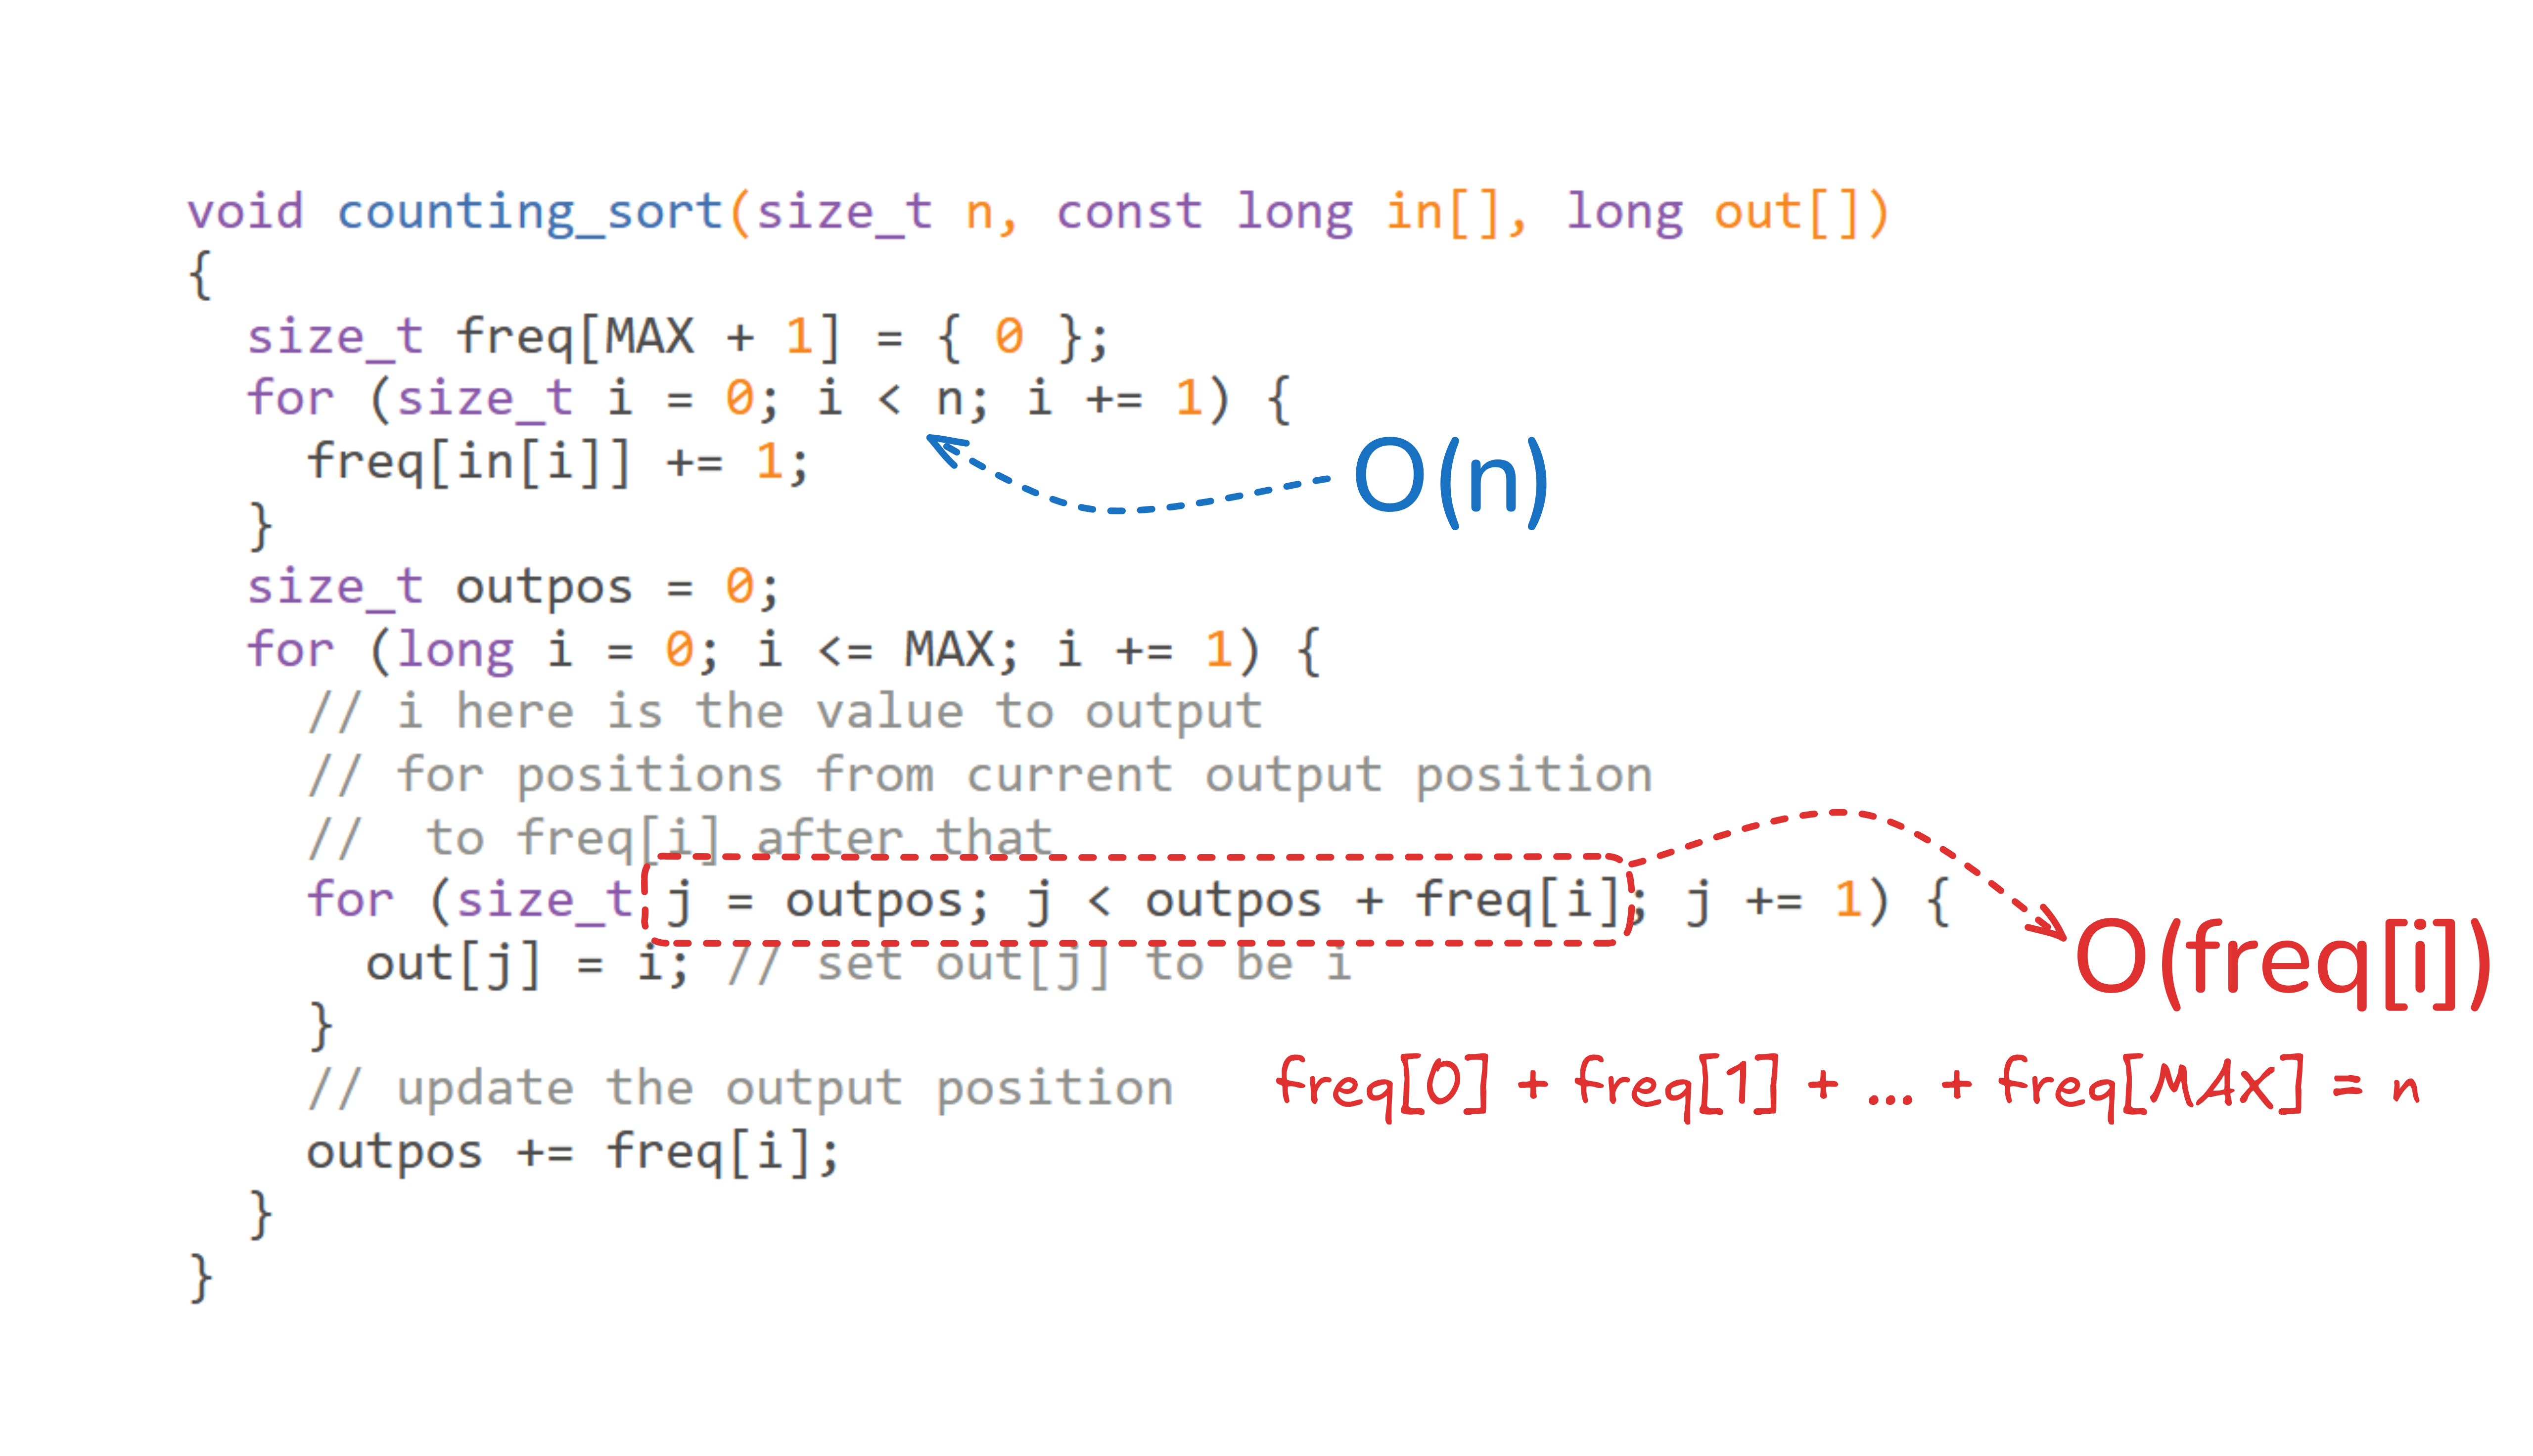 void counting_sort(size_t n, const long in[], long out[])
{
size_t freq[MAX + 1] = { 0 };
for (size_t i = 0; i < n; i += 1) {
freq[in[i]] += 1;
O(n)
}
size_t outpos = 0;
for (long i = 0; i <= MAX; i += 1) {
// i here is the value to output
// for positions from current output position
//  to freq[i] after that
for (size_t j = outpos; j < outpos + freq[i]; j += 1) {
O(freq[i])
out[j] = i; // set out[j] to be i
}
// update the output position
freq[0] + freq[1] + ... + freq[MAX] = n
outpos += freq[i];
}
}